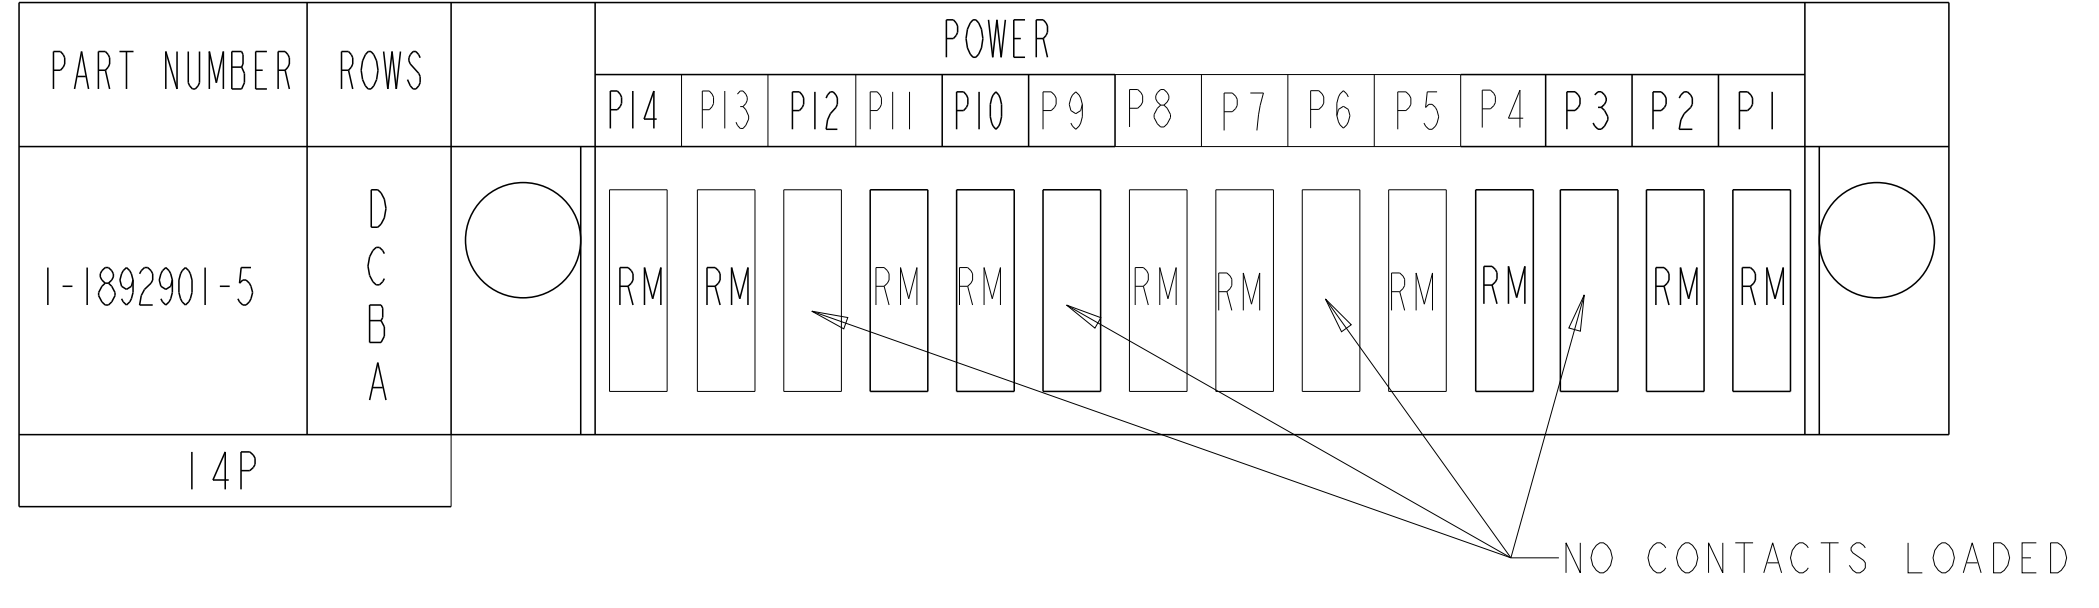 POWER
PART NUMBER ROWS
P14 P13 P12 P11 P10 P9 P8 P7 P6 P5 P4 P3 P2 P1
D
C
1-1892901-5
RM RM RM RM RM RM RM RM RM RM
B
A
14P
NO CONTACTS LOADED